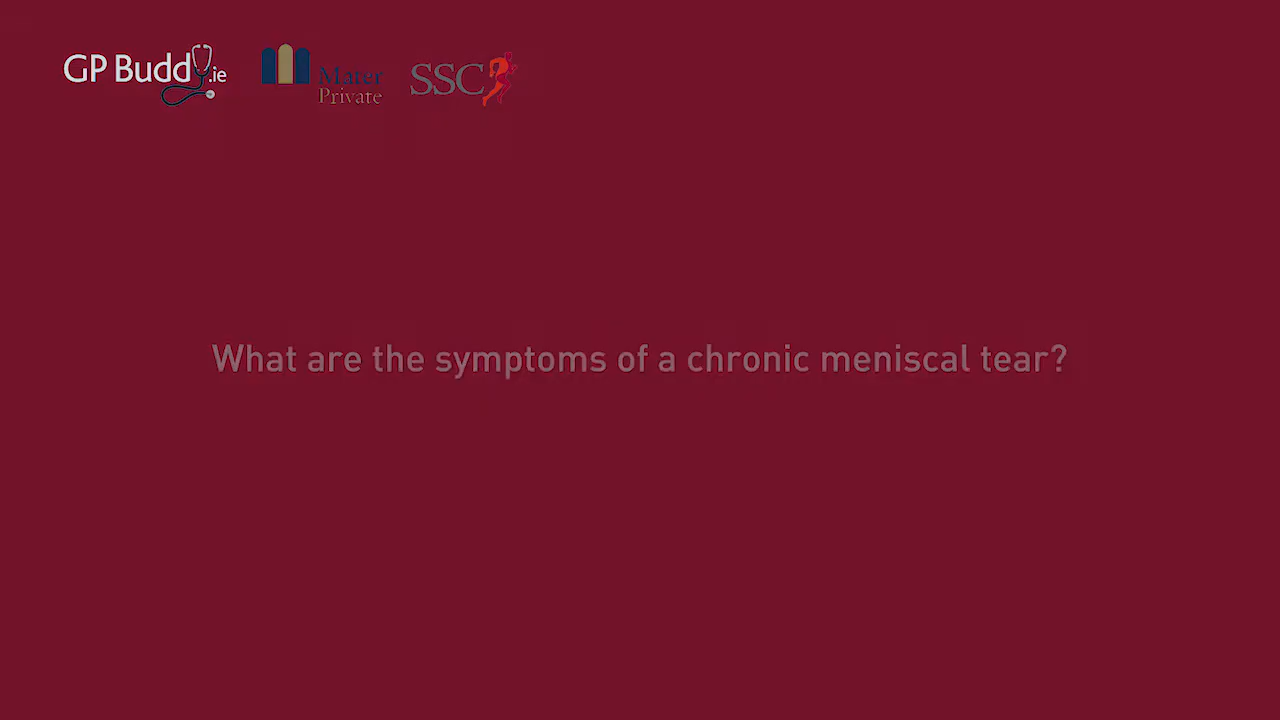 GP Buddy.ie
Mater
Private
SSC
What are the symptoms of a chronic meniscal tear?